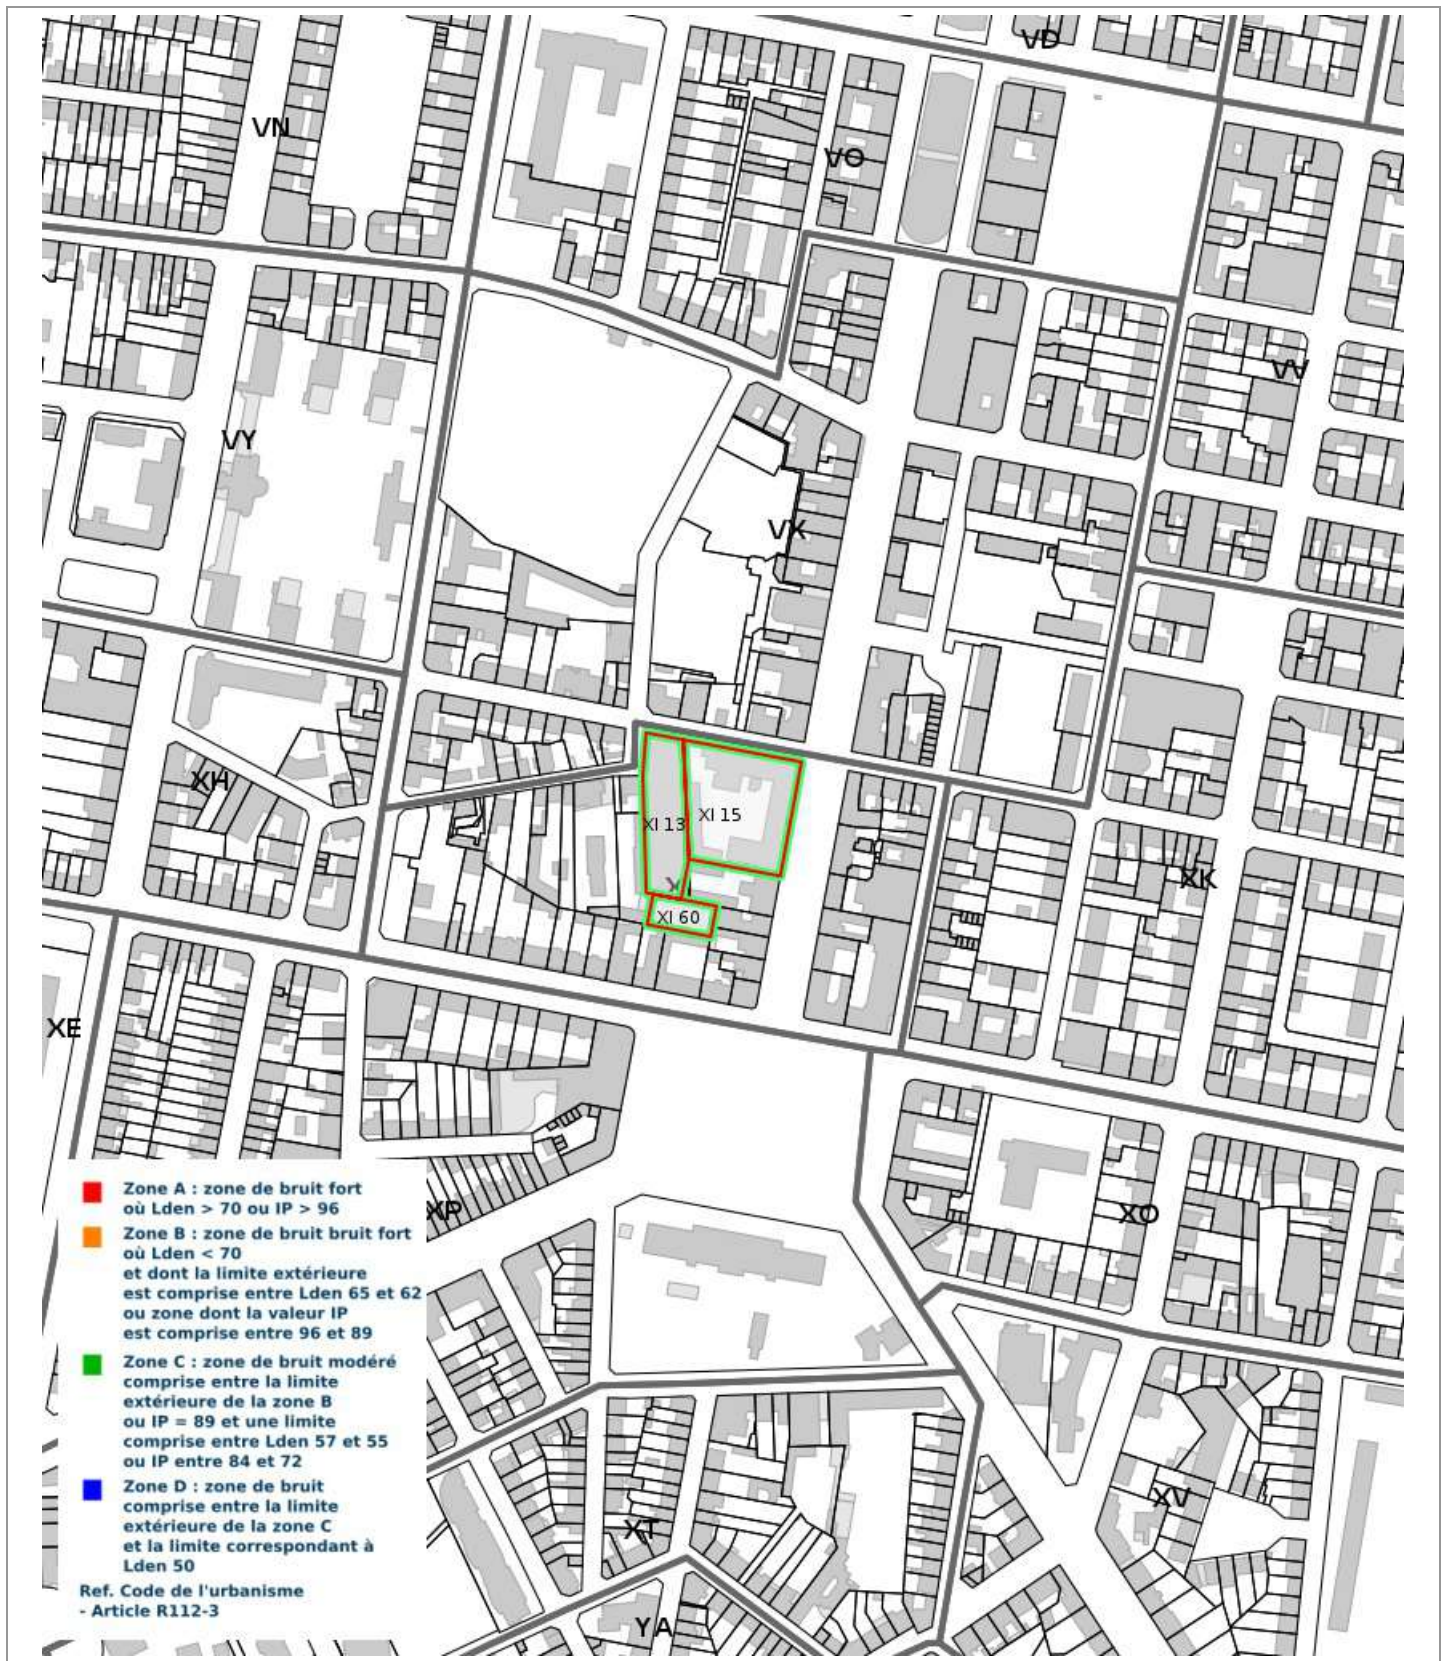 VD
VN
VO
VV
VY
VX
XH
XI 13
XI 15
XK
XI 60
XE
XP
XO
XV
XT
YA
Zone A : zone de bruit fort
où Lden > 70 ou IP > 96
Zone B : zone de bruit bruit fort
où Lden < 70
et dont la limite extérieure
est comprise entre Lden 65 et 62
ou zone dont la valeur IP
est comprise entre 96 et 89
Zone C : zone de bruit modéré
comprise entre la limite
extérieure de la zone B
ou IP = 89 et une limite
comprise entre Lden 57 et 55
ou IP entre 84 et 72
Zone D : zone de bruit
comprise entre la limite
extérieure de la zone C
et la limite correspondant à
Lden 50
Ref. Code de l'urbanisme
- Article R112-3